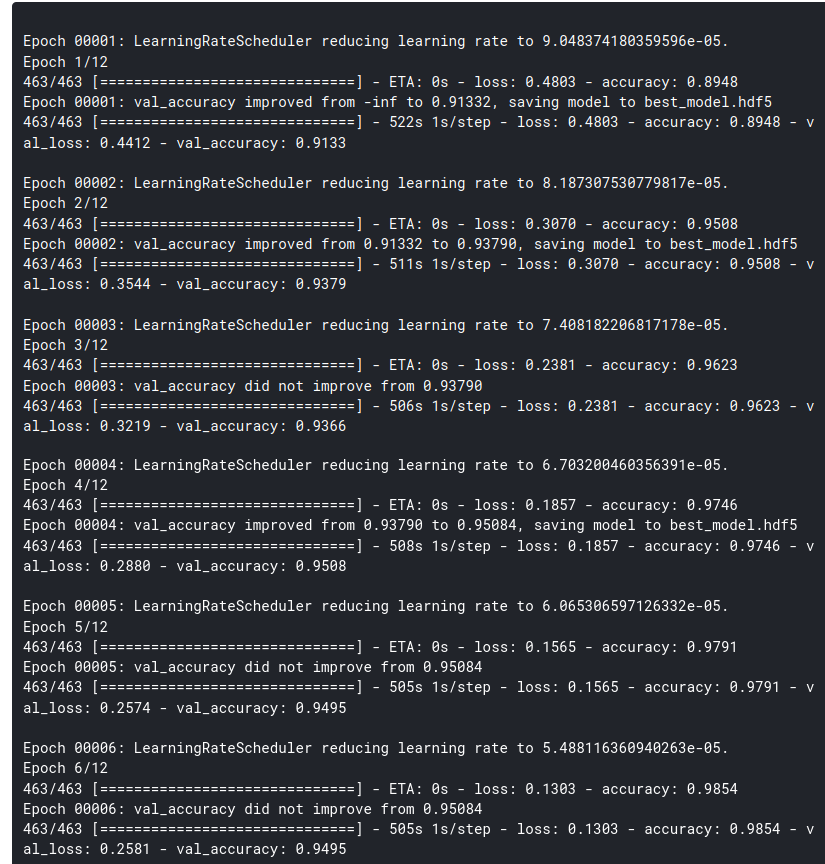 Epoch 00001: LearningRateScheduler reducing learning rate to 9.048374180359596e-05.
Epoch 1/12
463/463 [==============================] - ETA: 0s - loss: 0.4803 - accuracy: 0.8948
Epoch 00001: val_accuracy improved from -inf to 0.91332, saving model to best_model.hdf5
463/463 [==============================] - 522s 1s/step - loss: 0.4803 - accuracy: 0.8948 - v
al_loss: 0.4412 - val_accuracy: 0.9133
Epoch 00002: LearningRateScheduler reducing learning rate to 8.187307530779817e-05.
Epoch 2/12
463/463 [==============================] - ETA: 0s - loss: 0.3070 - accuracy: 0.9508
Epoch 00002: val_accuracy improved from 0.91332 to 0.93790, saving model to best_model.hdf5
463/463 [==============================] - 511s 1s/step - loss: 0.3070 - accuracy: 0.9508 - v
al_loss: 0.3544 - val_accuracy: 0.9379
Epoch 00003: LearningRateScheduler reducing learning rate to 7.408182206817178e-05.
Epoch 3/12
463/463 [==============================] - ETA: 0s - loss: 0.2381 - accuracy: 0.9623
Epoch 00003: val_accuracy did not improve from 0.93790
463/463 [==============================] - 506s 1s/step - loss: 0.2381 - accuracy: 0.9623 - v
al_loss: 0.3219 - val_accuracy: 0.9366
Epoch 00004: LearningRateScheduler reducing learning rate to 6.703200460356391e-05.
Epoch 4/12
463/463 [==============================] - ETA: 0s - loss: 0.1857 - accuracy: 0.9746
Epoch 00004: val_accuracy improved from 0.93790 to 0.95084, saving model to best_model.hdf5
463/463 [==============================] - 508s 1s/step - loss: 0.1857 - accuracy: 0.9746 - v
al_loss: 0.2880 - val_accuracy: 0.9508
Epoch 00005: LearningRateScheduler reducing learning rate to 6.065306597126332e-05.
Epoch 5/12
463/463 [==============================] - ETA: 0s - loss: 0.1565 - accuracy: 0.9791
Epoch 00005: val_accuracy did not improve from 0.95084
463/463 [==============================] - 505s 1s/step - loss: 0.1565 - accuracy: 0.9791 - v
al_loss: 0.2574 - val_accuracy: 0.9495
Epoch 00006: LearningRateScheduler reducing learning rate to 5.488116360940263e-05.
Epoch 6/12
463/463 [==============================] - ETA: 0s - loss: 0.1303 - accuracy: 0.9854
Epoch 00006: val_accuracy did not improve from 0.95084
463/463 [==============================] - 505s 1s/step - loss: 0.1303 - accuracy: 0.9854 - v
al_loss: 0.2581 - val_accuracy: 0.9495